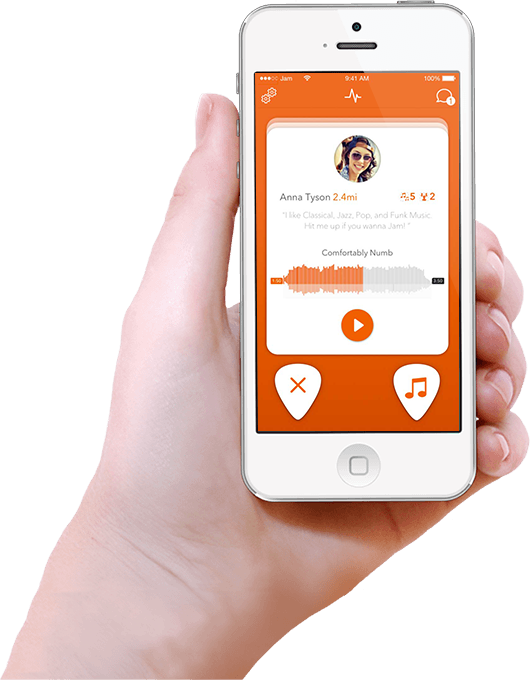 Jam 9:41 AM 100%
1
Anna Tyson 2.4mi 5 2
"I like Classical, Jazz, Pop, and Funk Music.
Hit me up if you wanna Jam! "
Comfortably Numb
1:50 3:50